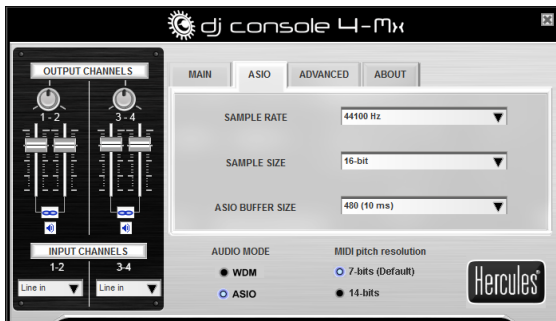 dj console 4-Mx
OUTPUT CHANNELS
1 - 2
3 - 4
INPUT CHANNELS
1-2
3-4
Line in
Line in
MAIN
ASIO
ADVANCED
ABOUT
SAMPLE RATE
44100 Hz
SAMPLE SIZE
16-bit
ASIO BUFFER SIZE
480 (10 ms)
AUDIO MODE
WDM
ASIO
MIDI pitch resolution
7-bits (Default)
14-bits
Hercules